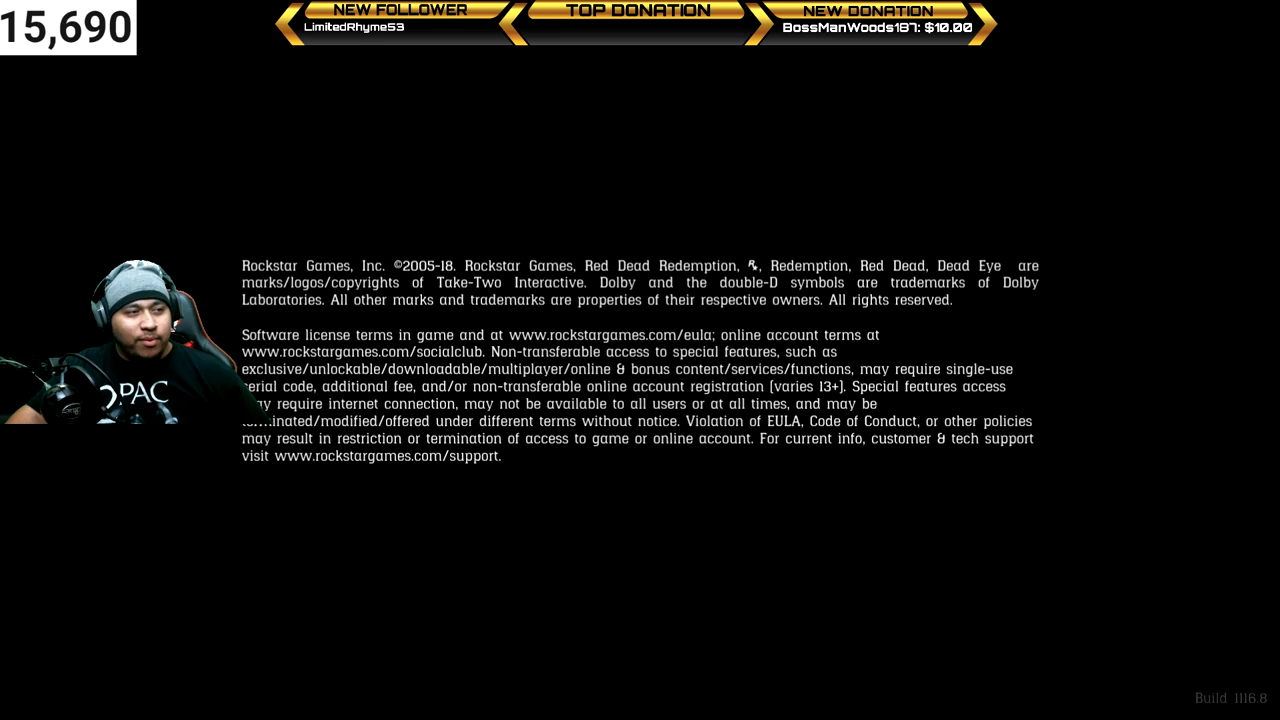 15,690
NEW FOLLOWER
LimitedRhyme53
TOP DONATION
NEW DONATION
BossManWoods187: $10.00
Rockstar Games, Inc. ©2005-18. Rockstar Games, Red Dead Redemption, R, Redemption, Red Dead, Dead Eye are
marks/logos/copyrights of Take-Two Interactive. Dolby and the double-D symbols are trademarks of Dolby
Laboratories. All other marks and trademarks are properties of their respective owners. All rights reserved.
Software license terms in game and at www.rockstargames.com/eula; online account terms at
www.rockstargames.com/socialclub. Non-transferable access to special features, such as
exclusive/unlockable/downloadable/multiplayer/online & bonus content/services/functions, may require single-use
serial code, additional fee, and/or non-transferable online account registration (varies 13+). Special features access
may require internet connection, may not be available to all users or at all times, and may be
terminated/modified/offered under different terms without notice. Violation of EULA, Code of Conduct, or other policies
may result in restriction or termination of access to game or online account. For current info, customer & tech support
visit www.rockstargames.com/support.
OPAC
Build 1116.8